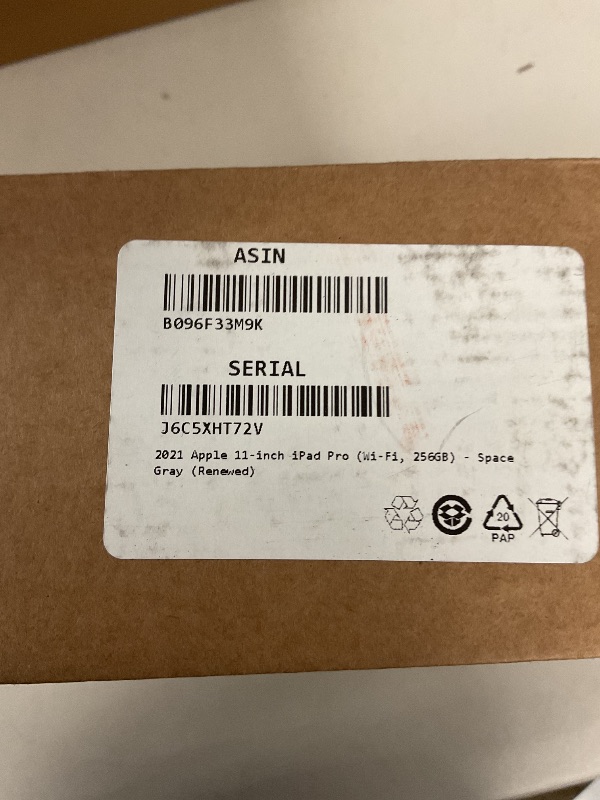 ASIN
B096F33M9K
SERIAL
J6C5XHT72V
2021 Apple 11-inch iPad Pro (Wi-Fi, 256GB) - Space
Gray (Renewed)
20
PAP